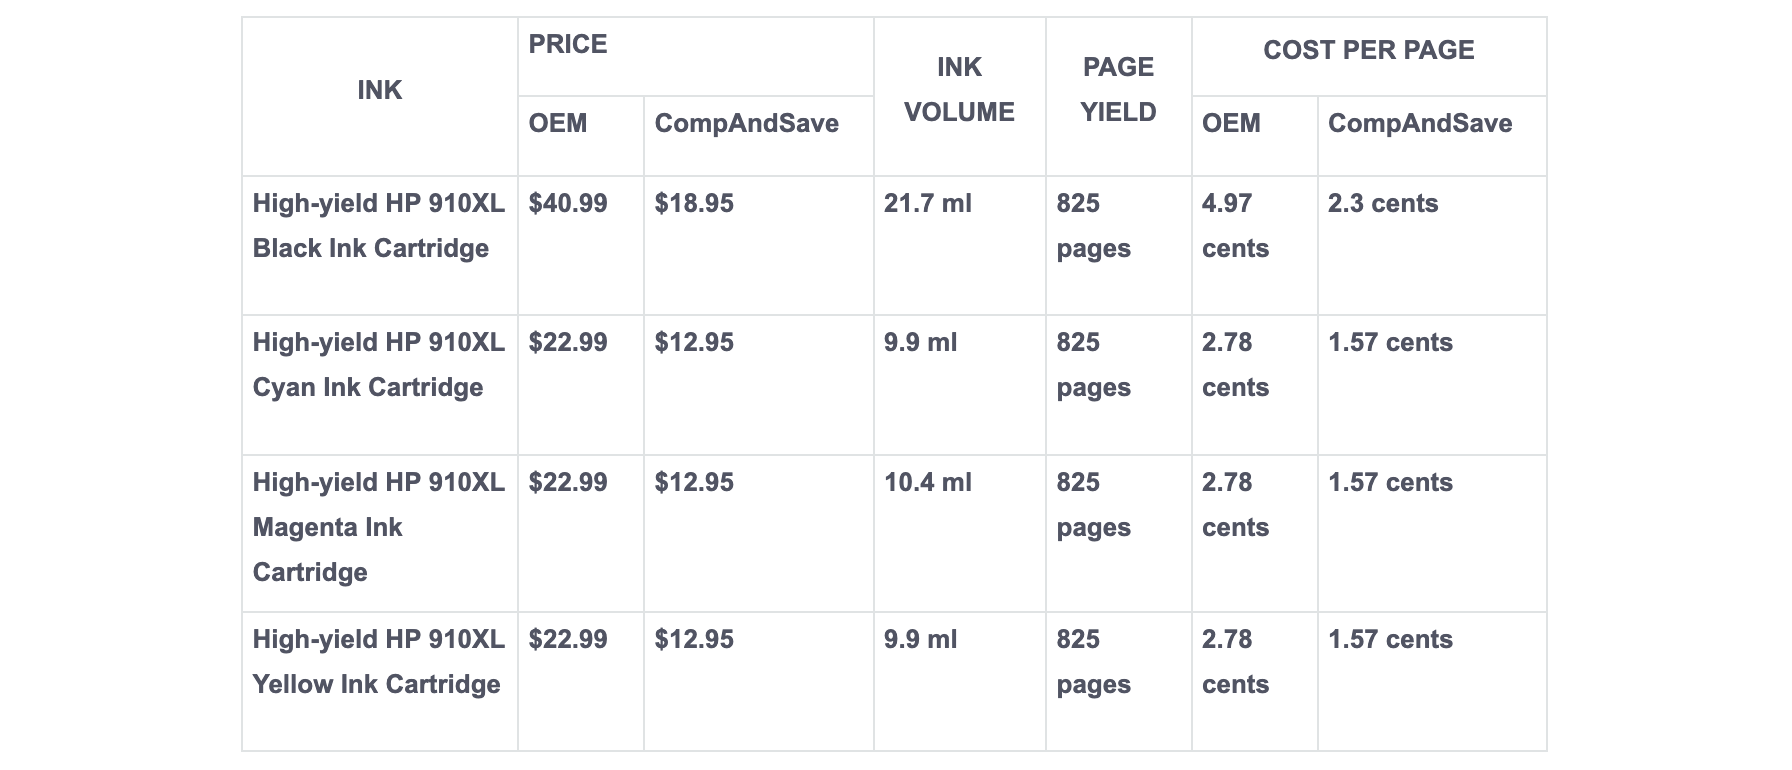 INK
PRICE
INK
VOLUME
PAGE
YIELD
COST PER PAGE
OEM
CompAndSave
OEM
CompAndSave
High-yield HP 910XL
Black Ink Cartridge
$40.99
$18.95
21.7 ml
825
pages
4.97
cents
2.3 cents
High-yield HP 910XL
Cyan Ink Cartridge
$22.99
$12.95
9.9 ml
825
pages
2.78
cents
1.57 cents
High-yield HP 910XL
Magenta Ink
Cartridge
$22.99
$12.95
10.4 ml
825
pages
2.78
cents
1.57 cents
High-yield HP 910XL
Yellow Ink Cartridge
$22.99
$12.95
9.9 ml
825
pages
2.78
cents
1.57 cents